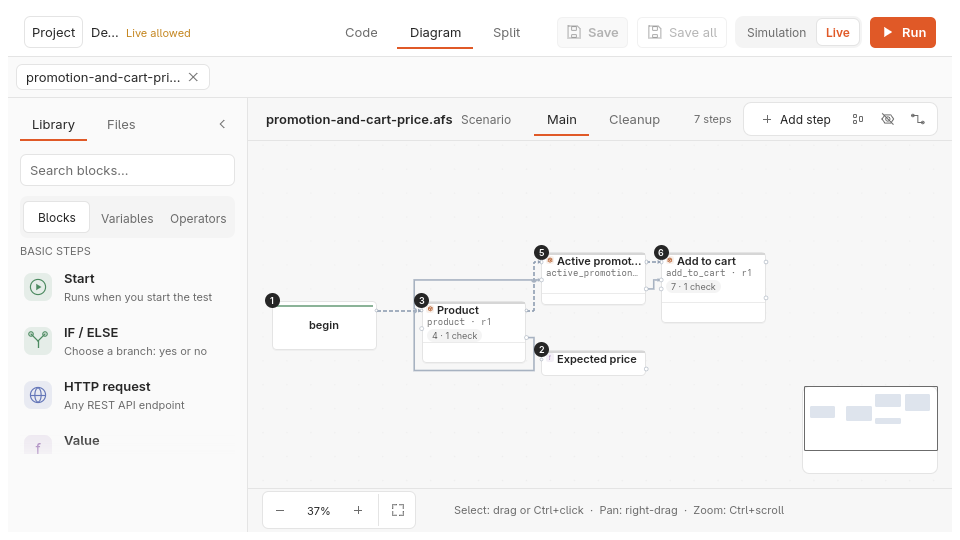 Project De... Live allowed
Code Diagram Split
Save Save all Simulation Live Run
promotion-and-cart-pri...
Library Files
promotion-and-cart-price.afs Scenario Main Cleanup 7 steps Add step
Search blocks...
Blocks Variables Operators
BASIC STEPS
Start
Runs when you start the test
IF / ELSE
Choose a branch: yes or no
HTTP request
Any REST API endpoint
Value
f
1
begin
3
Product
product · r1
4 · 1 check
5
Active promot...
active_promotion...
6
Add to cart
add_to_cart · r1
7 · 1 check
2
Expected price
37%
Select: drag or Ctrl+click · Pan: right-drag · Zoom: Ctrl+scroll